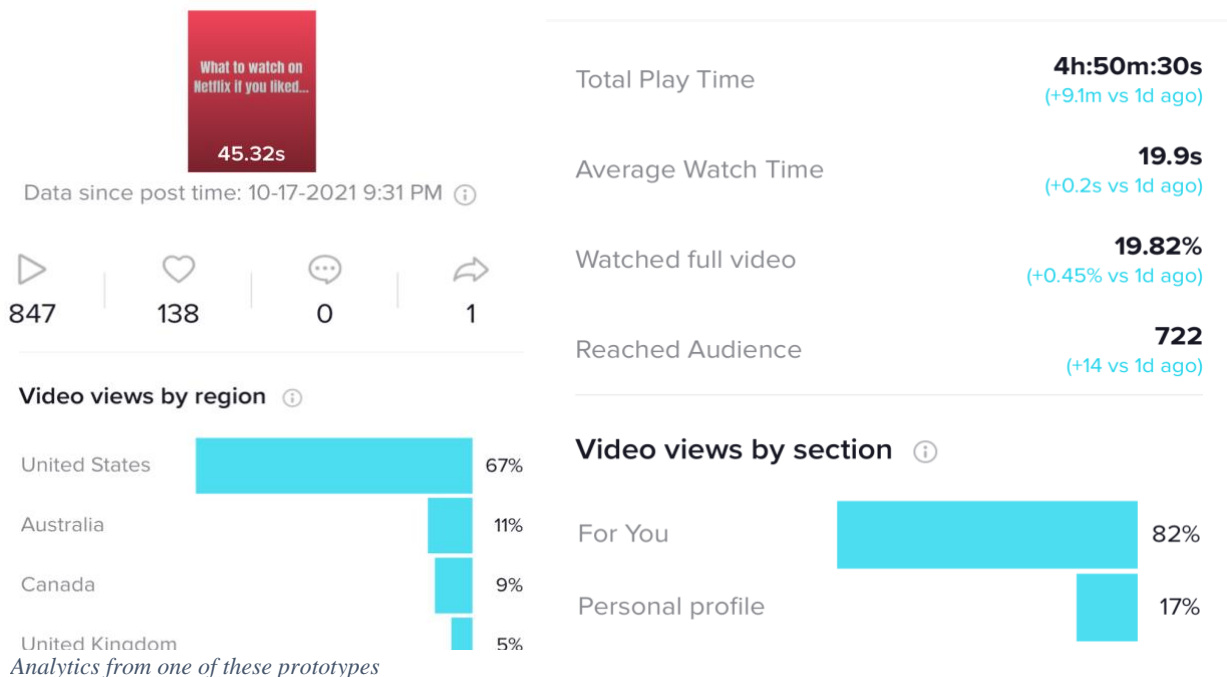 What to watch on
Netflix if you liked...
45.32s
Data since post time: 10-17-2021 9:31 PM
847
138
0
1
Video views by region
United States 67%
Australia 11%
Canada 9%
United Kingdom 5%
Total Play Time 4h:50m:30s
(+9.1m vs 1d ago)
Average Watch Time 19.9s
(+0.2s vs 1d ago)
Watched full video 19.82%
(+0.45% vs 1d ago)
Reached Audience 722
(+14 vs 1d ago)
Video views by section
For You 82%
Personal profile 17%
Analytics from one of these prototypes